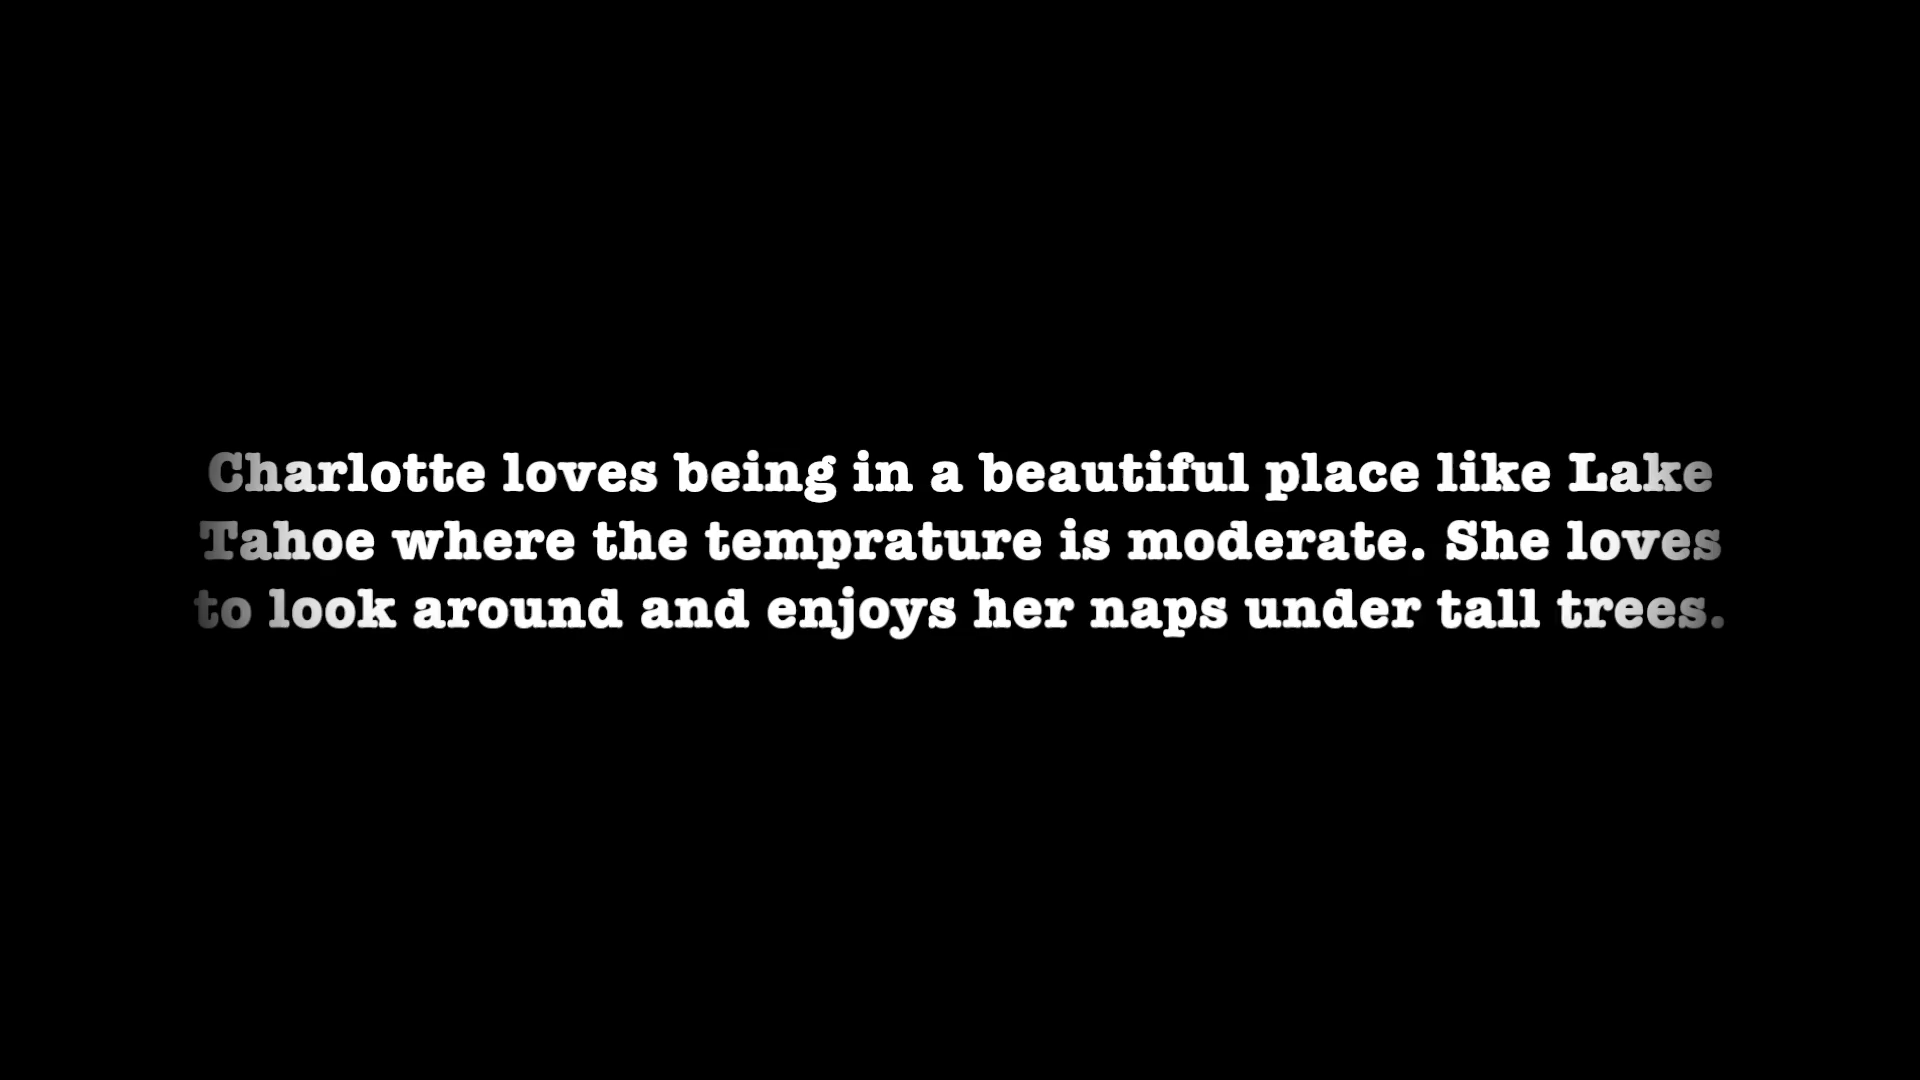 Charlotte loves being in a beautiful place like Lake
Tahoe where the temprature is moderate. She loves
to look around and enjoys her naps under tall trees.